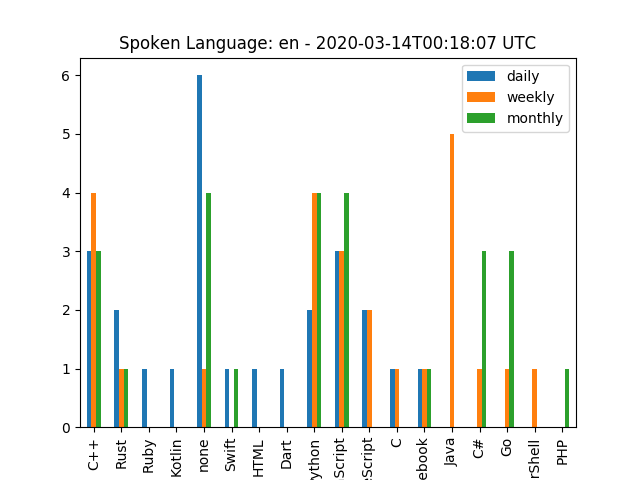 Spoken Language: en - 2020-03-14T00:18:07 UTC
daily
weekly
monthly
6
5
4
3
2
1
0
C++
Rust
Ruby
Kotlin
none
Swift
HTML
Dart
ython
Script
eScript
C
ebook
Java
C#
Go
rShell
PHP